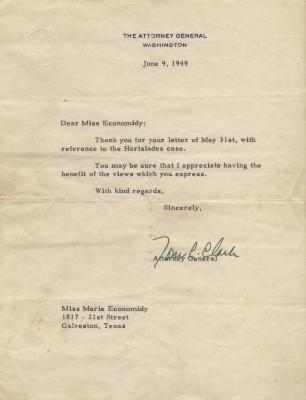 THE ATTORNEY GENERAL
WASHINGTON
June 9, 1949
Dear Miss Economidy:
Thank you for your letter of May 31st, with
reference to the Harisiades case.
You may be sure that I appreciate having the
benefit of the views which you express.
With kind regards,
Sincerely,
Tom C. Clark
Attorney General
Miss Marie Economidy
1817 - 21st Street
Galveston, Texas